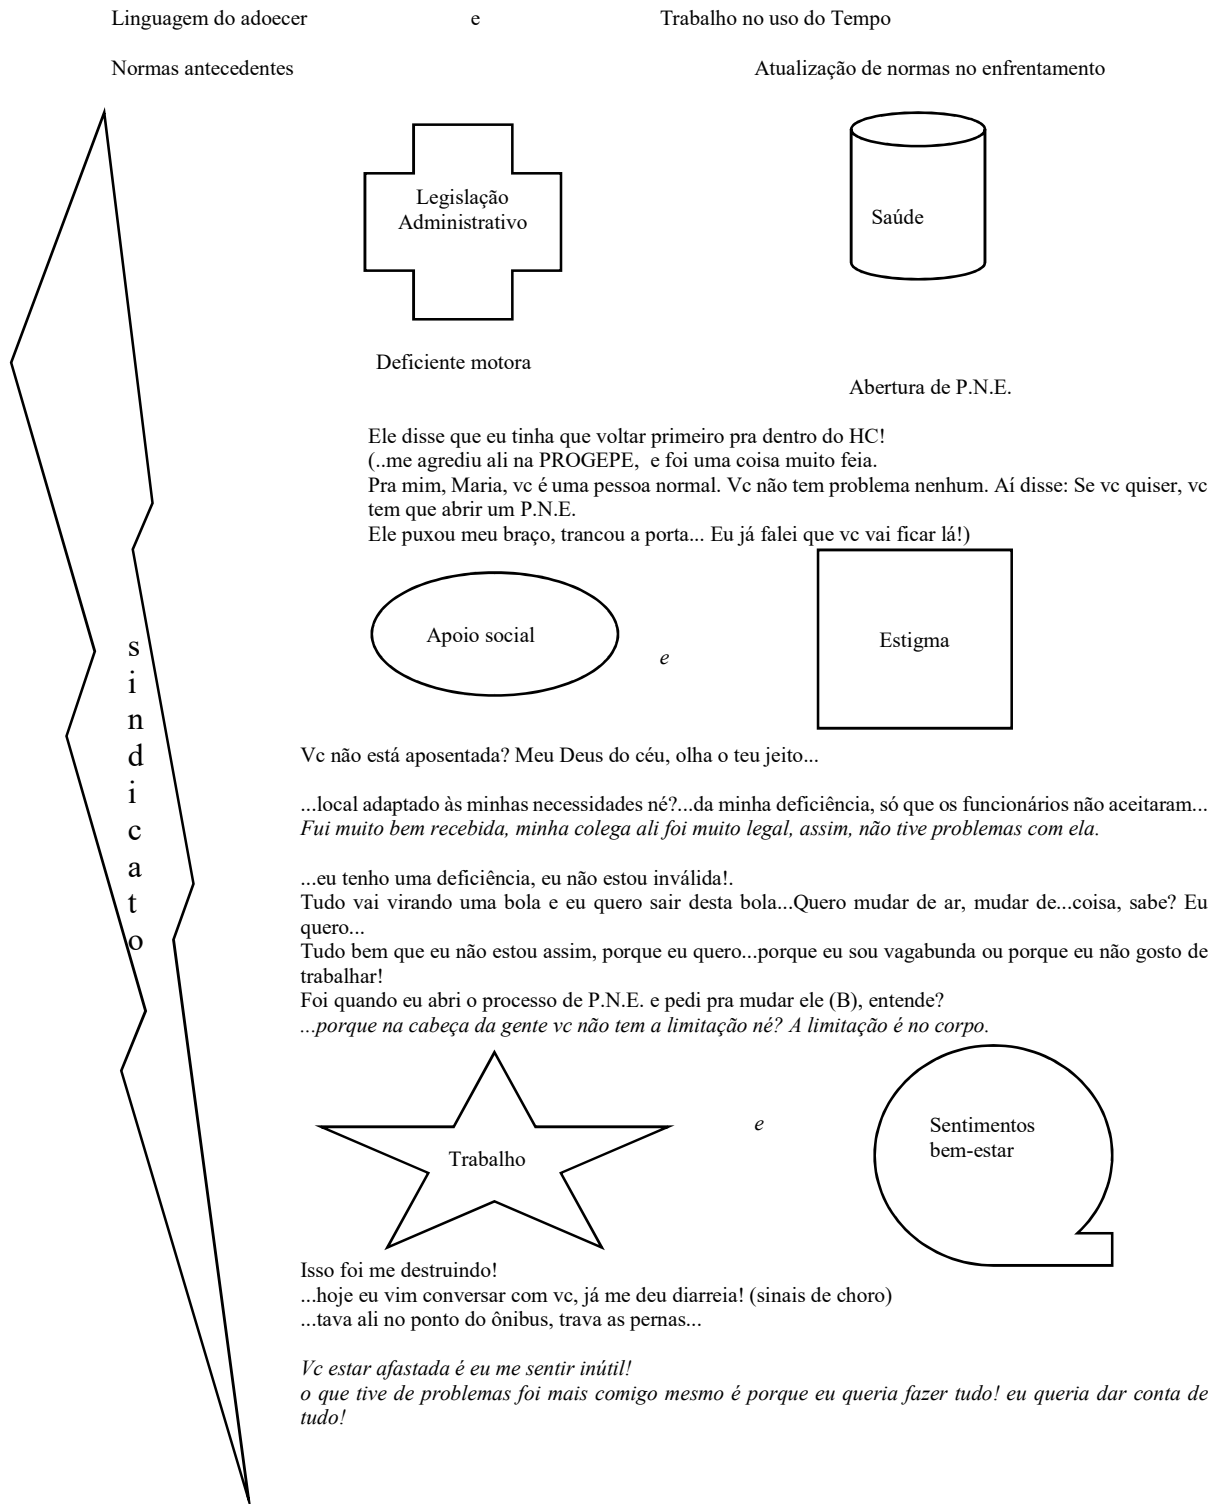 Linguagem do adoecer e Trabalho no uso do Tempo
Normas antecedentes Atualização de normas no enfrentamento
Legislação
Administrativo
Saúde
Deficiente motora
Abertura de P.N.E.
Ele disse que eu tinha que voltar primeiro pra dentro do HC!
(..me agrediu ali na PROGEPE, e foi uma coisa muito feia.
Pra mim, Maria, vc é uma pessoa normal. Vc não tem problema nenhum. Aí disse: Se vc quiser, vc
tem que abrir um P.N.E.
Ele puxou meu braço, trancou a porta... Eu já falei que vc vai ficar lá!)
Apoio social
e
Estigma
sindicato
Vc não está aposentada? Meu Deus do céu, olha o teu jeito...
...local adaptado às minhas necessidades né?...da minha deficiência, só que os funcionários não aceitaram...
Fui muito bem recebida, minha colega ali foi muito legal, assim, não tive problemas com ela.
...eu tenho uma deficiência, eu não estou inválida!.
Tudo vai virando uma bola e eu quero sair desta bola...Quero mudar de ar, mudar de...coisa, sabe? Eu
quero...
Tudo bem que eu não estou assim, porque eu quero...porque eu sou vagabunda ou porque eu não gosto de
trabalhar!
Foi quando eu abri o processo de P.N.E. e pedi pra mudar ele (B), entende?
...porque na cabeça da gente vc não tem a limitação né? A limitação é no corpo.
Trabalho
e
Sentimentos
bem-estar
Isso foi me destruindo!
...hoje eu vim conversar com vc, já me deu diarreia! (sinais de choro)
...tava ali no ponto do ônibus, trava as pernas...
Vc estar afastada é eu me sentir inútil!
o que tive de problemas foi mais comigo mesmo é porque eu queria fazer tudo! eu queria dar conta de
tudo!